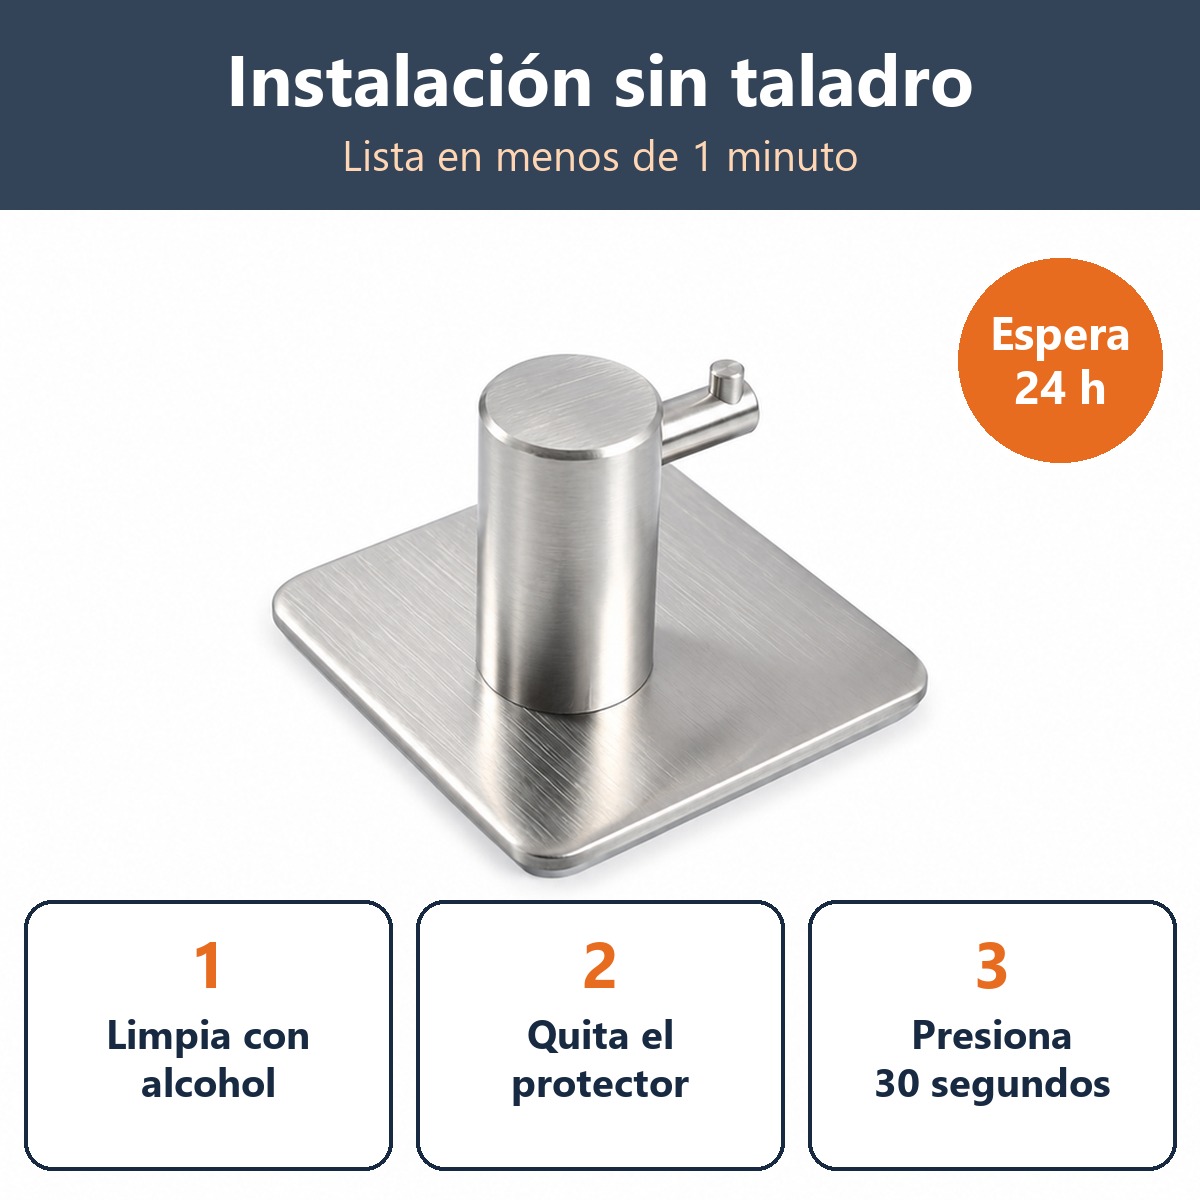 Instalación sin taladro
Lista en menos de 1 minuto
Espera
24 h
1
Limpia con
alcohol
2
Quita el
protector
3
Presiona
30 segundos